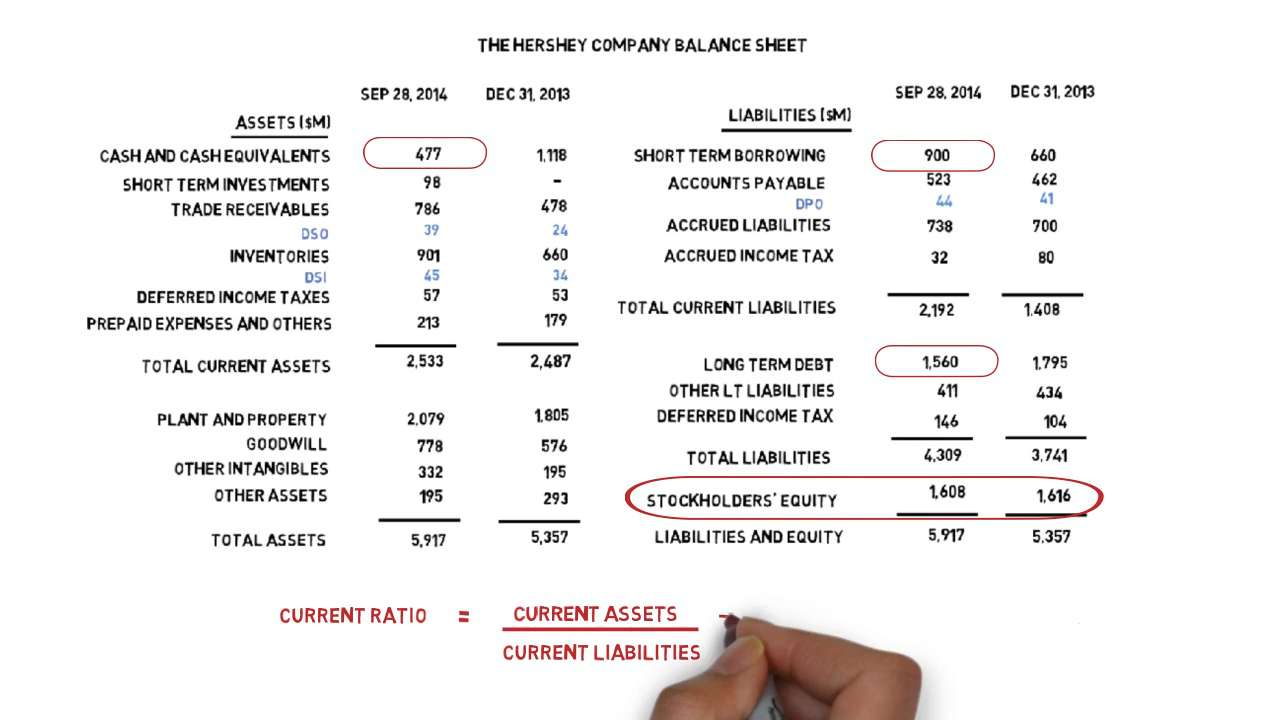 THE HERSHEY COMPANY BALANCE SHEET
SEP 28, 2014 DEC 31, 2013
ASSETS ($M)
CASH AND CASH EQUIVALENTS 477 1,118
SHORT TERM INVESTMENTS 98 –
TRADE RECEIVABLES 786 478
DSO 39 24
INVENTORIES 901 660
DSI 45 34
DEFERRED INCOME TAXES 57 53
PREPAID EXPENSES AND OTHERS 213 179
TOTAL CURRENT ASSETS 2,533 2,487
PLANT AND PROPERTY 2,079 1,805
GOODWILL 778 576
OTHER INTANGIBLES 332 195
OTHER ASSETS 195 293
TOTAL ASSETS 5,917 5,357
SEP 28, 2014 DEC 31, 2013
LIABILITIES ($M)
SHORT TERM BORROWING 900 660
ACCOUNTS PAYABLE 523 462
DPO 44 41
ACCRUED LIABILITIES 738 700
ACCRUED INCOME TAX 32 80
TOTAL CURRENT LIABILITIES 2,192 1,408
LONG TERM DEBT 1,560 1,795
OTHER LT LIABILITIES 411 434
DEFERRED INCOME TAX 146 104
TOTAL LIABILITIES 4,309 3,741
STOCKHOLDERS' EQUITY 1,608 1,616
LIABILITIES AND EQUITY 5,917 5,357
CURRENT RATIO = CURRENT ASSETS
CURRENT LIABILITIES